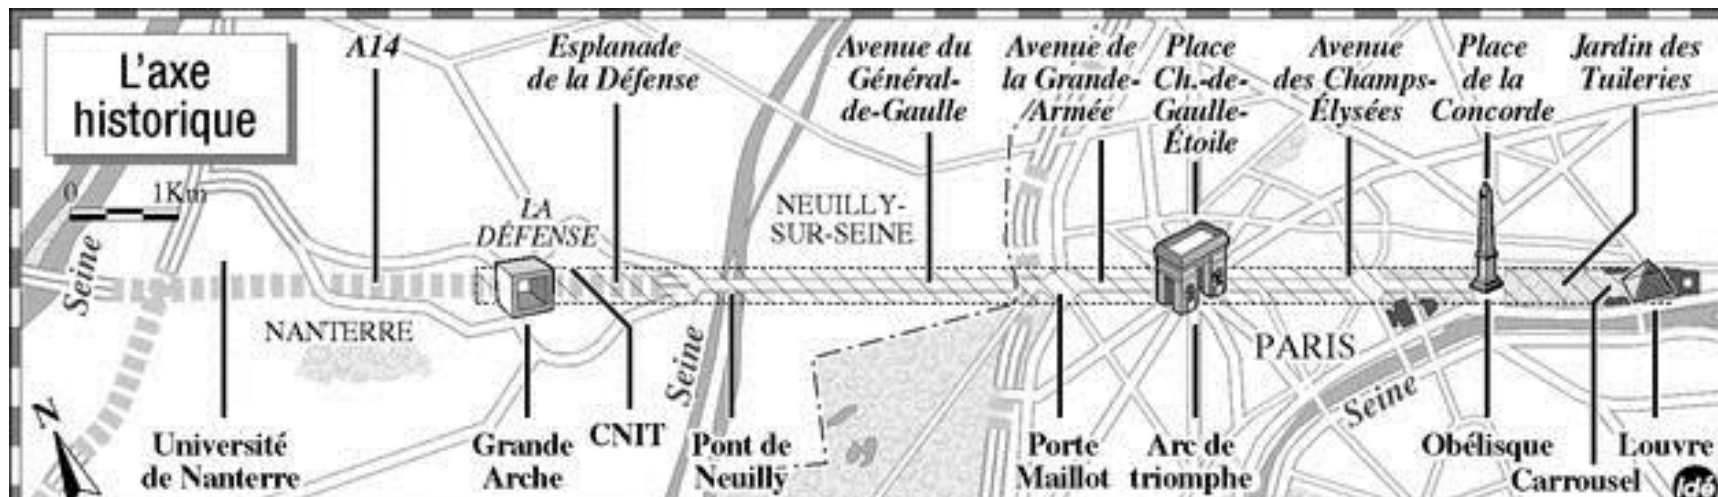 L'axe
historique
0 1Km
A14
Esplanade
de la Défense
Avenue du
Général-
de-Gaulle
Avenue de
la Grande-
Armée
Place
Ch.-de-
Gaulle-
Étoile
Avenue
des Champs-
Élysées
Place
de la
Concorde
Jardin des
Tuileries
Seine
LA
DÉFENSE
NEUILLY-
SUR-SEINE
NANTERRE
Seine
PARIS
Seine
N
Université
de Nanterre
Grande
Arche
CNIT
Pont de
Neuilly
Porte
Maillot
Arc de
triomphe
Obélisque
Carrousel
Louvre
idé